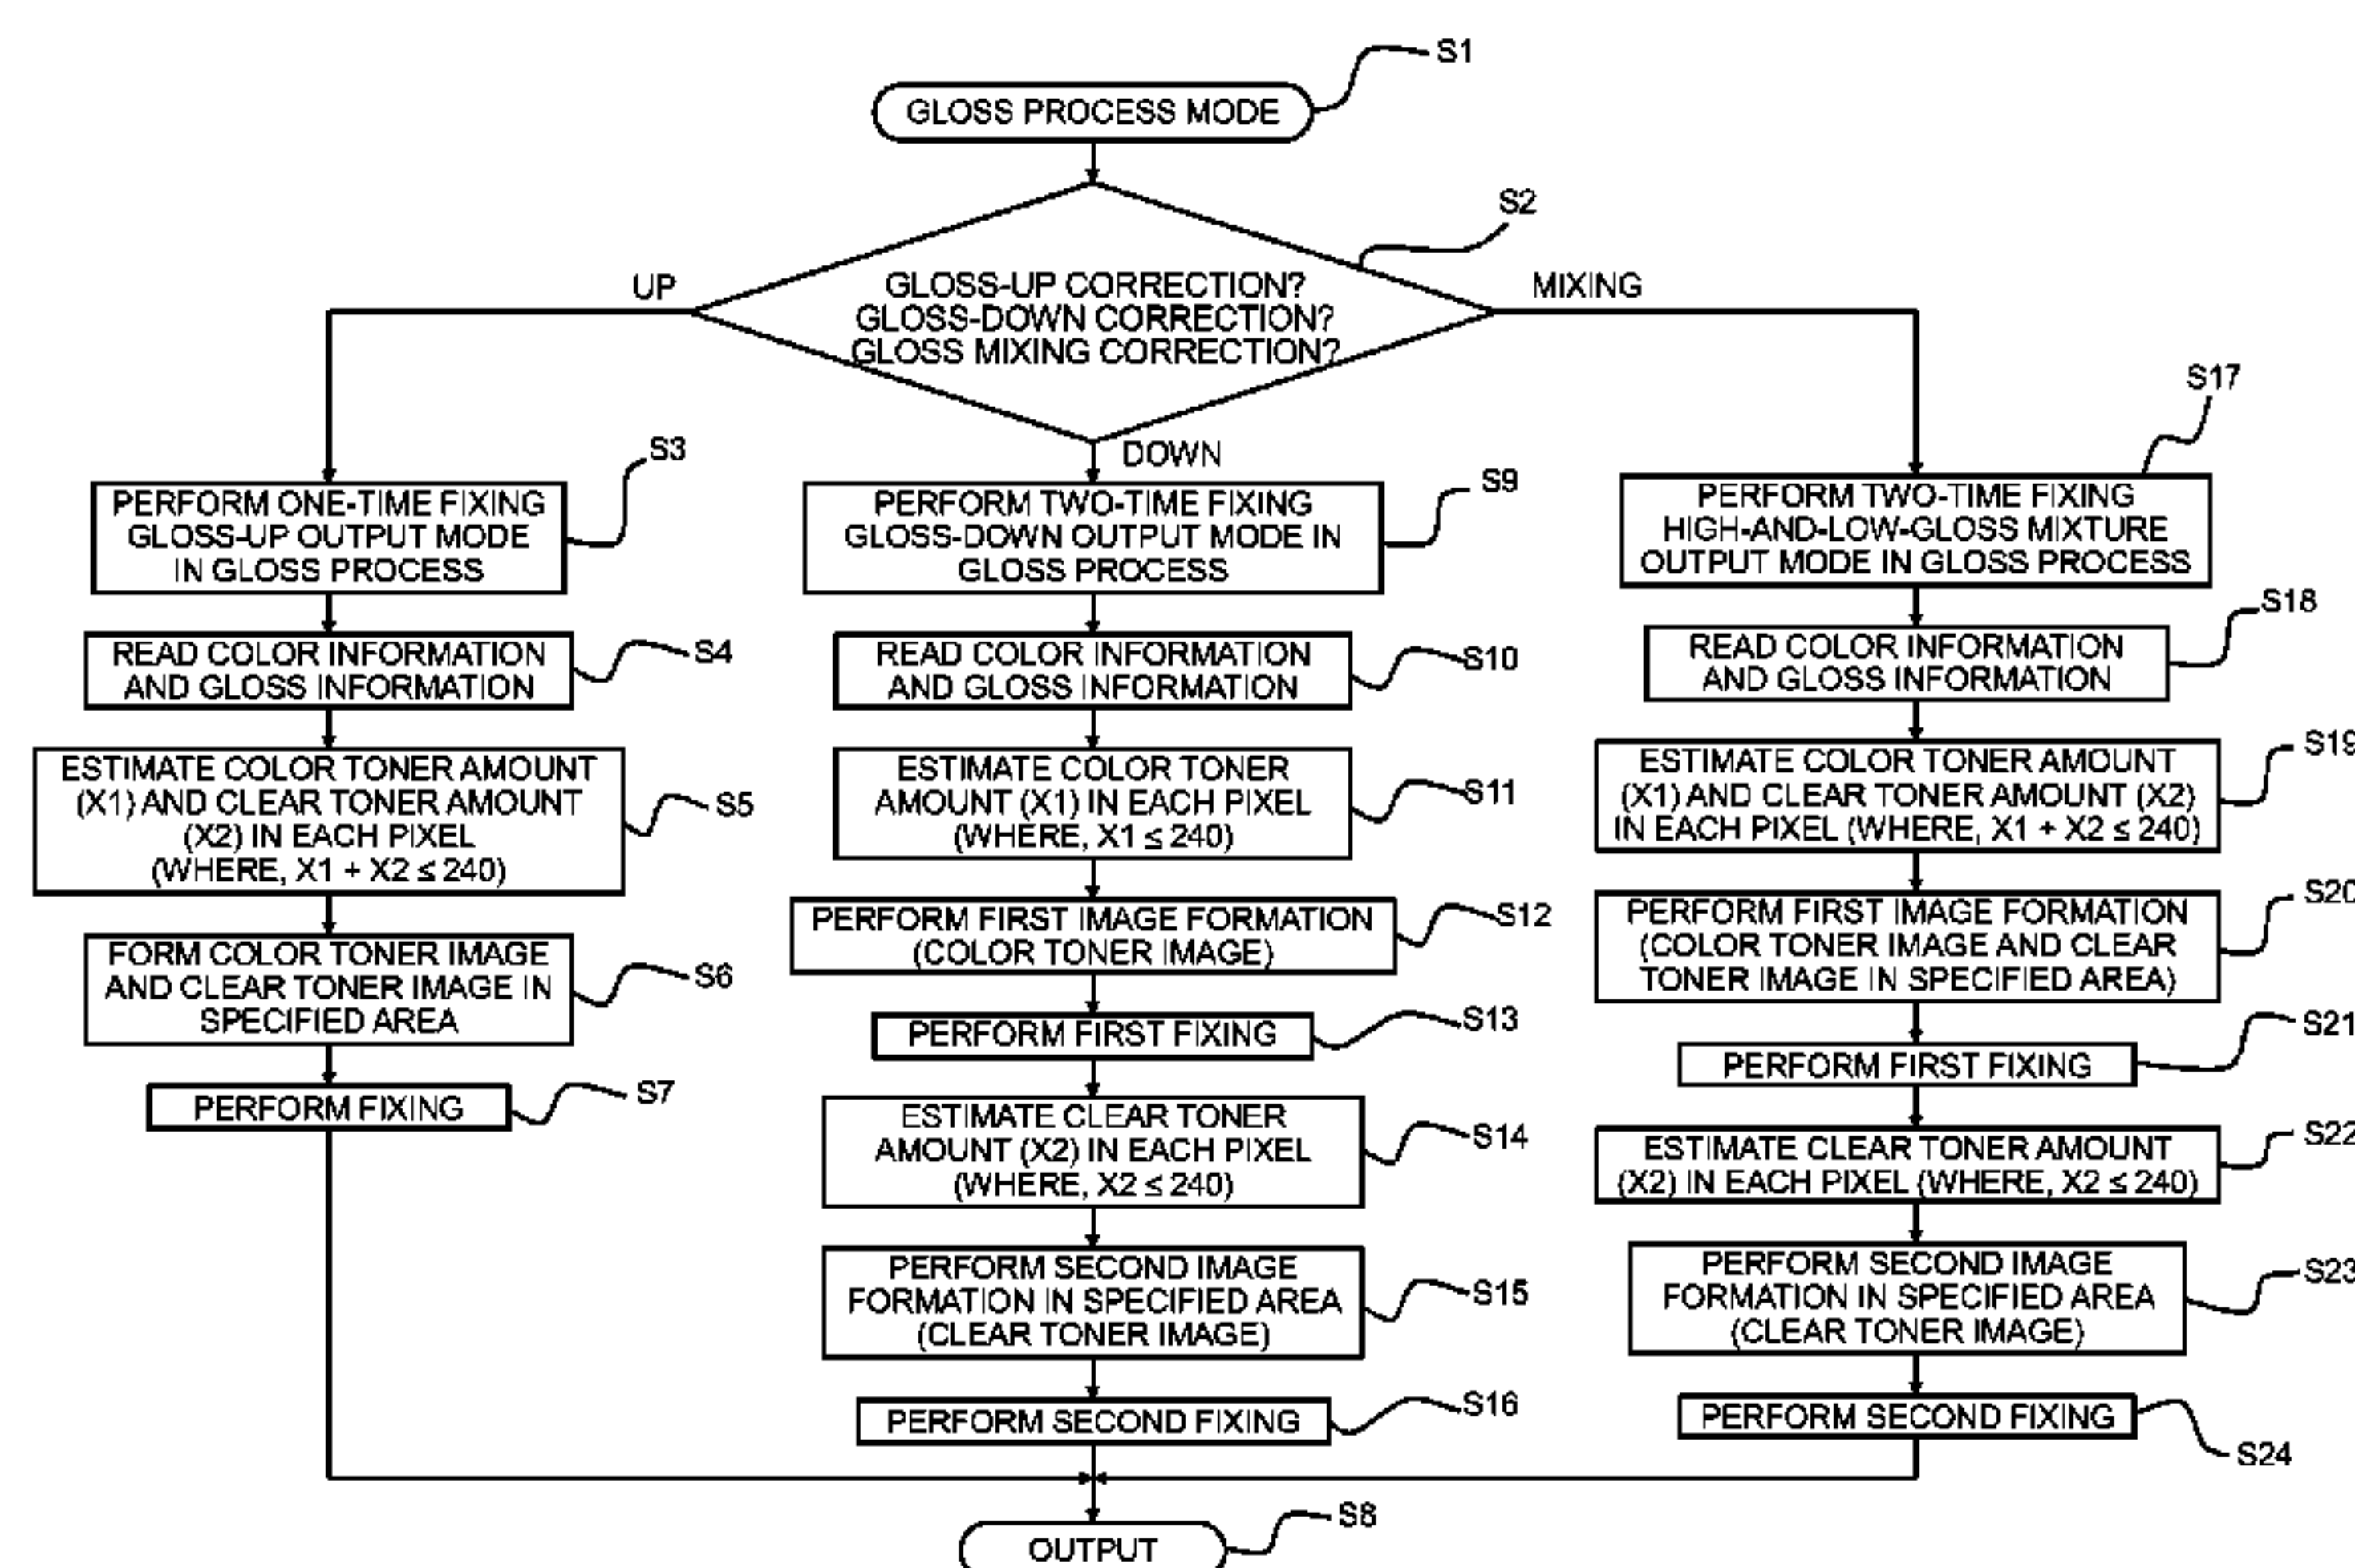 S1
GLOSS PROCESS MODE
S2
UP
GLOSS-UP CORRECTION?
GLOSS-DOWN CORRECTION?
GLOSS MIXING CORRECTION?
MIXING
DOWN
S3
PERFORM ONE-TIME FIXING
GLOSS-UP OUTPUT MODE
IN GLOSS PROCESS
S4
READ COLOR INFORMATION
AND GLOSS INFORMATION
S5
ESTIMATE COLOR TONER AMOUNT
(X1) AND CLEAR TONER AMOUNT
(X2) IN EACH PIXEL
(WHERE, X1 + X2 ≤ 240)
S6
FORM COLOR TONER IMAGE
AND CLEAR TONER IMAGE IN
SPECIFIED AREA
S7
PERFORM FIXING
S9
PERFORM TWO-TIME FIXING
GLOSS-DOWN OUTPUT MODE IN
GLOSS PROCESS
S10
READ COLOR INFORMATION
AND GLOSS INFORMATION
S11
ESTIMATE COLOR TONER
AMOUNT (X1) IN EACH PIXEL
(WHERE, X1 ≤ 240)
S12
PERFORM FIRST IMAGE FORMATION
(COLOR TONER IMAGE)
S13
PERFORM FIRST FIXING
S14
ESTIMATE CLEAR TONER
AMOUNT (X2) IN EACH PIXEL
(WHERE, X2 ≤ 240)
S15
PERFORM SECOND IMAGE
FORMATION IN SPECIFIED AREA
(CLEAR TONER IMAGE)
S16
PERFORM SECOND FIXING
S17
PERFORM TWO-TIME FIXING
HIGH-AND-LOW-GLOSS MIXTURE
OUTPUT MODE IN GLOSS PROCESS
S18
READ COLOR INFORMATION
AND GLOSS INFORMATION
S19
ESTIMATE COLOR TONER AMOUNT
(X1) AND CLEAR TONER AMOUNT (X2)
IN EACH PIXEL (WHERE, X1 + X2 ≤ 240)
S20
PERFORM FIRST IMAGE FORMATION
(COLOR TONER IMAGE AND CLEAR
TONER IMAGE IN SPECIFIED AREA)
S21
PERFORM FIRST FIXING
S22
ESTIMATE CLEAR TONER AMOUNT
(X2) IN EACH PIXEL (WHERE, X2 ≤ 240)
S23
PERFORM SECOND IMAGE
FORMATION IN SPECIFIED AREA
(CLEAR TONER IMAGE)
S24
PERFORM SECOND FIXING
S8
OUTPUT